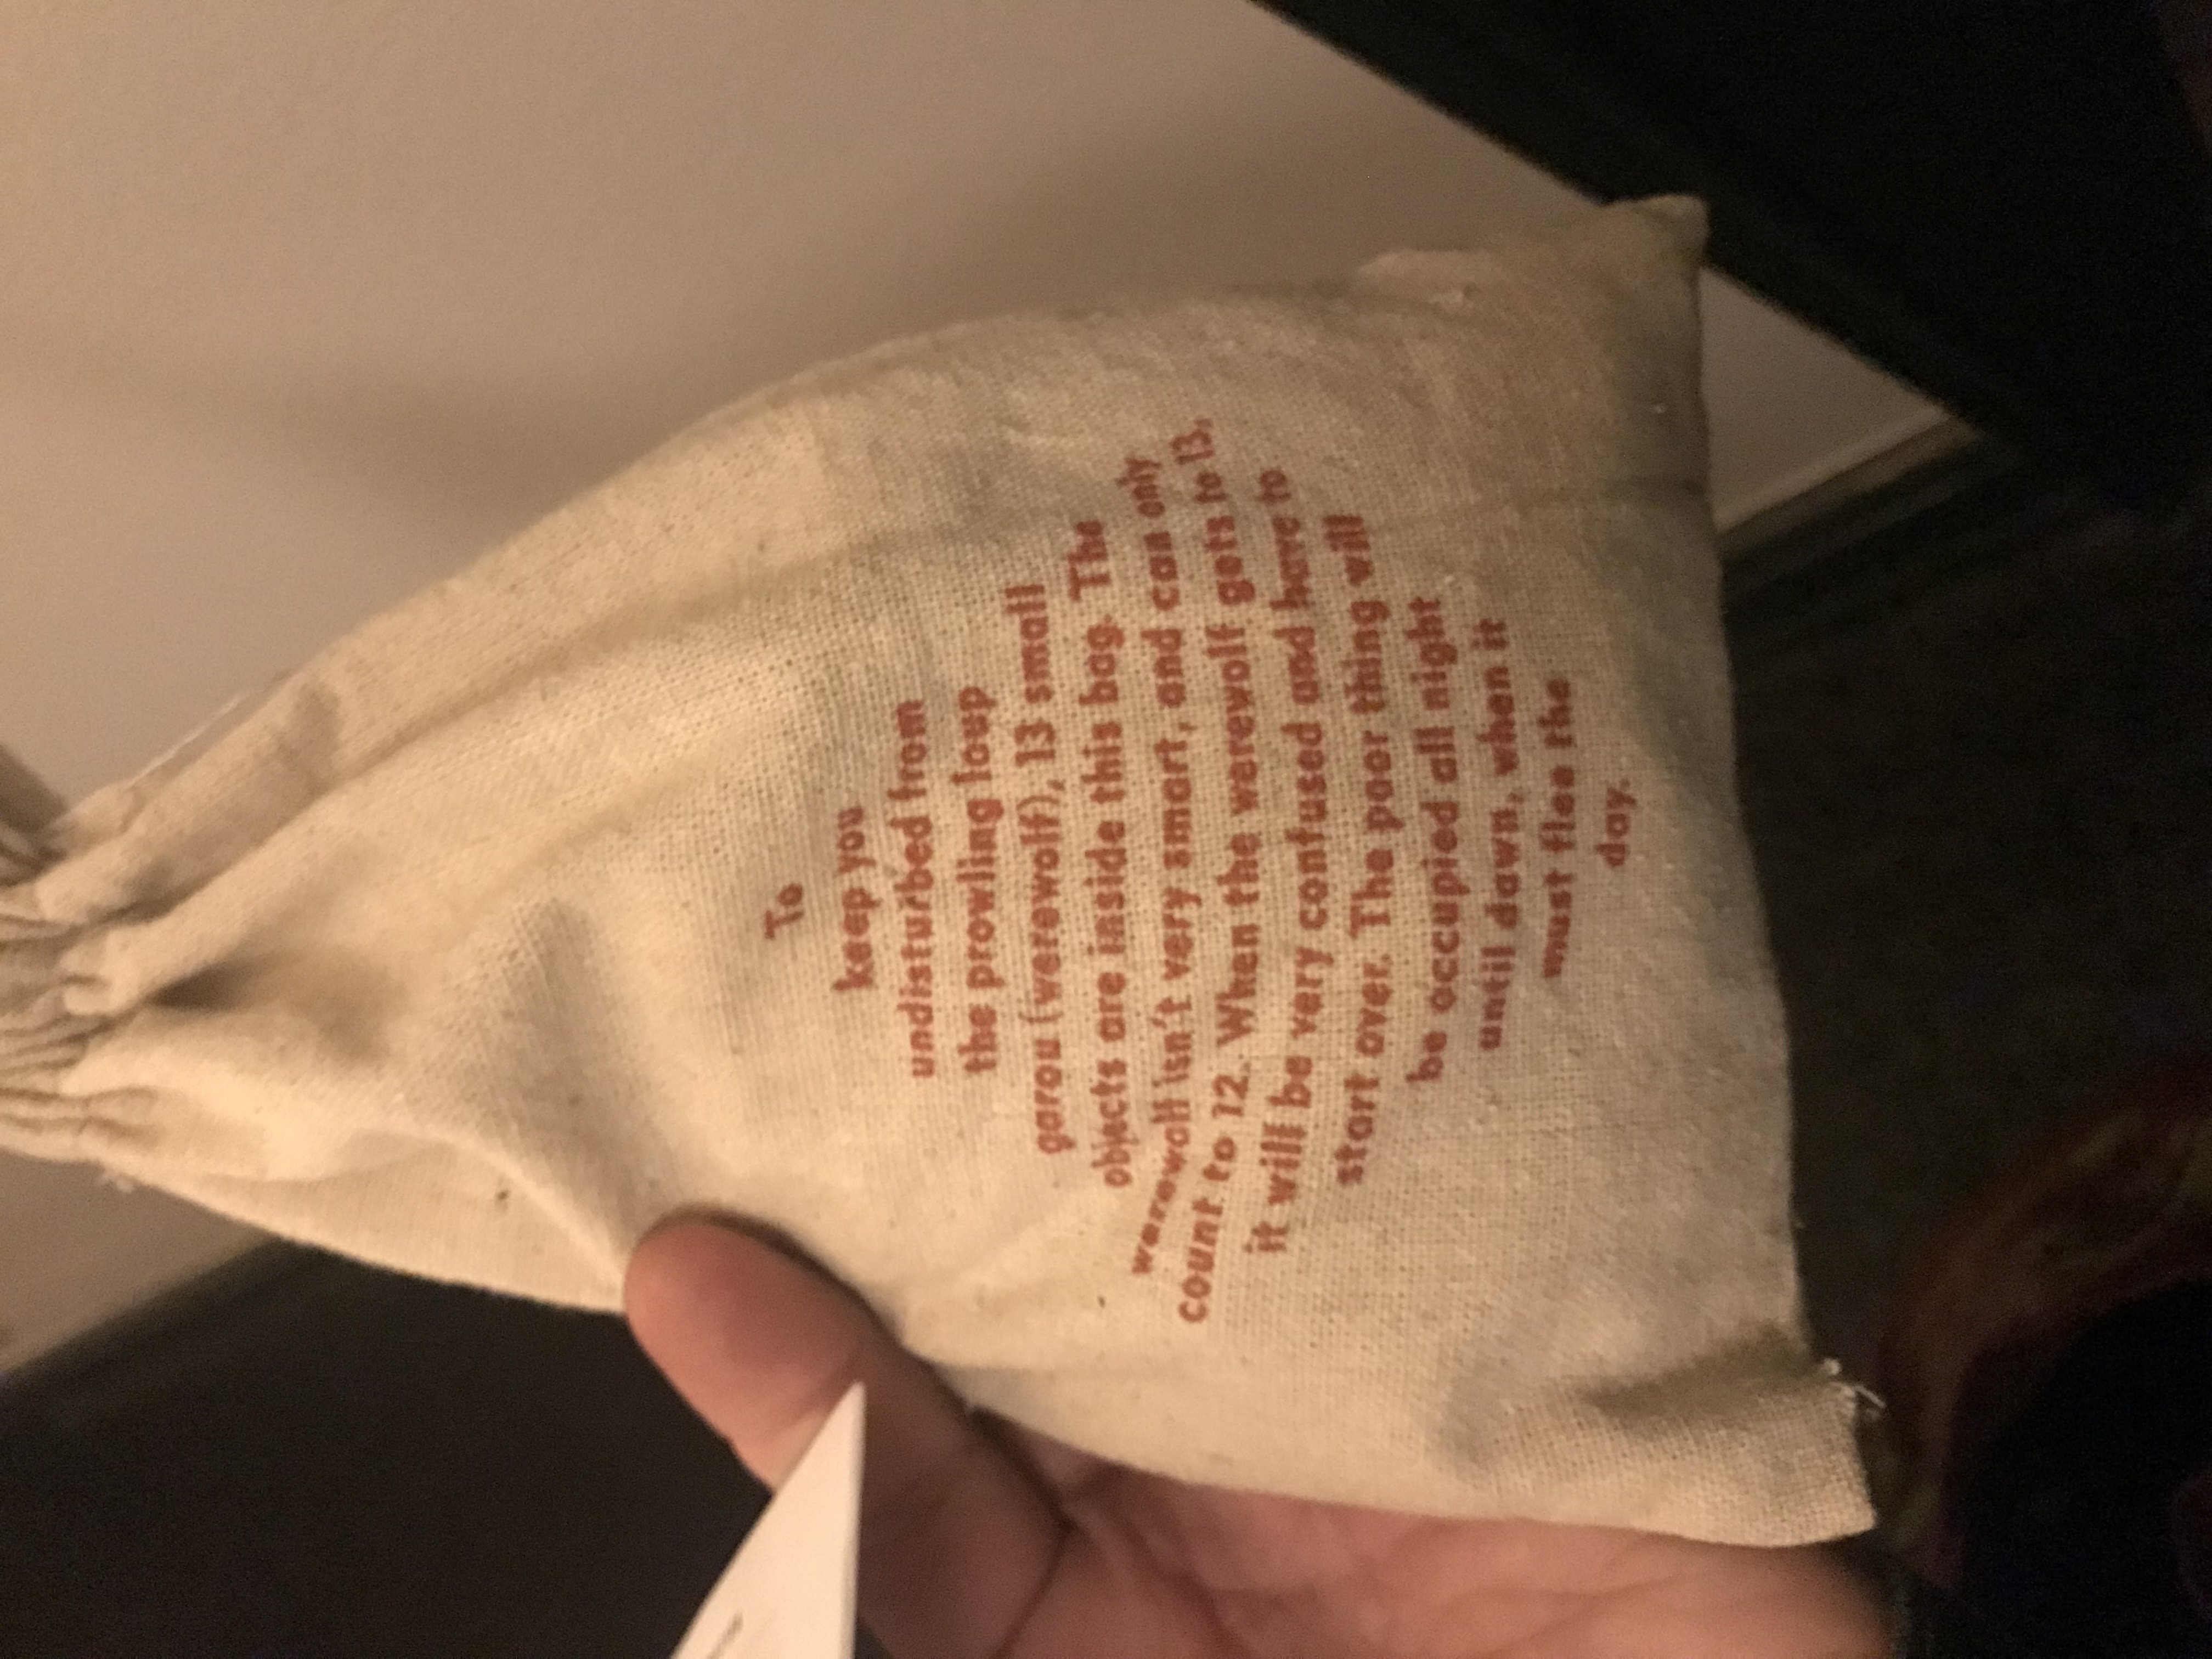 To
keep you
undisturbed from
the prowling loup
garou (werewolf), 13 small
objects are inside this bag. The
werewolf isn't very smart, and can only
count to 12. When the werewolf gets to 13,
it will be very confused and have to
start over. The poor thing will
be occupied all night
until dawn, when it
must flee the
day.